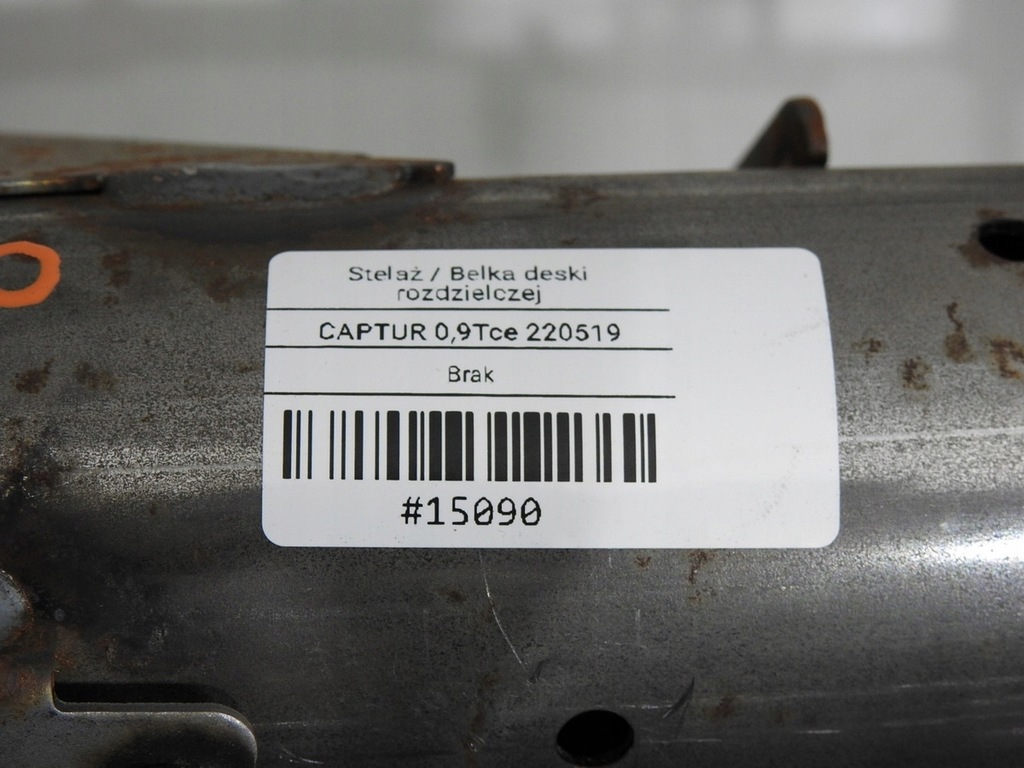 Stelaż / Belka deski
rozdzielczej
CAPTUR 0,9Tce 220519
Brak
#15090